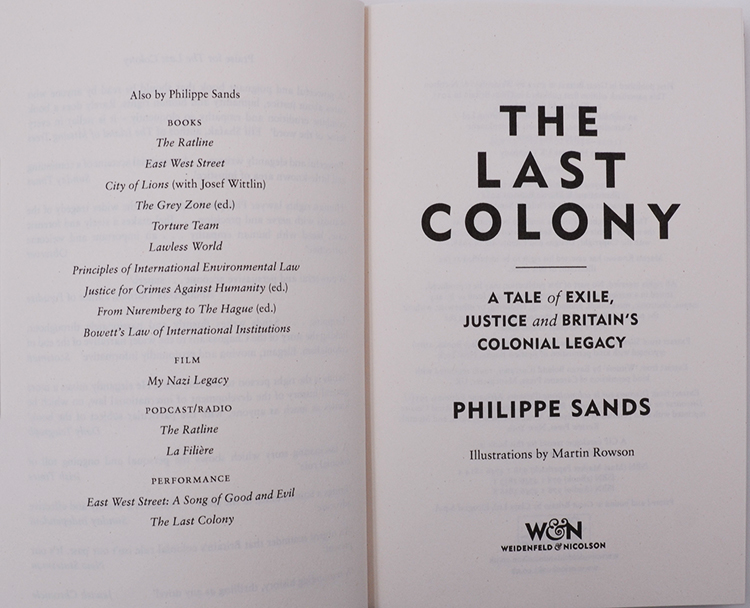 Also by Philippe Sands
BOOKS
The Ratline
East West Street
City of Lions (with Josef Wittlin)
The Grey Zone (ed.)
Torture Team
Lawless World
Principles of International Environmental Law
Justice for Crimes Against Humanity (ed.)
From Nuremberg to The Hague (ed.)
Bowett's Law of International Institutions
FILM
My Nazi Legacy
PODCAST/RADIO
The Ratline
La Filière
PERFORMANCE
East West Street: A Song of Good and Evil
The Last Colony
THE
LAST
COLONY
A TALE of EXILE,
JUSTICE and BRITAIN'S
COLONIAL LEGACY
PHILIPPE SANDS
Illustrations by Martin Rowson
W&N
WEIDENFELD & NICOLSON